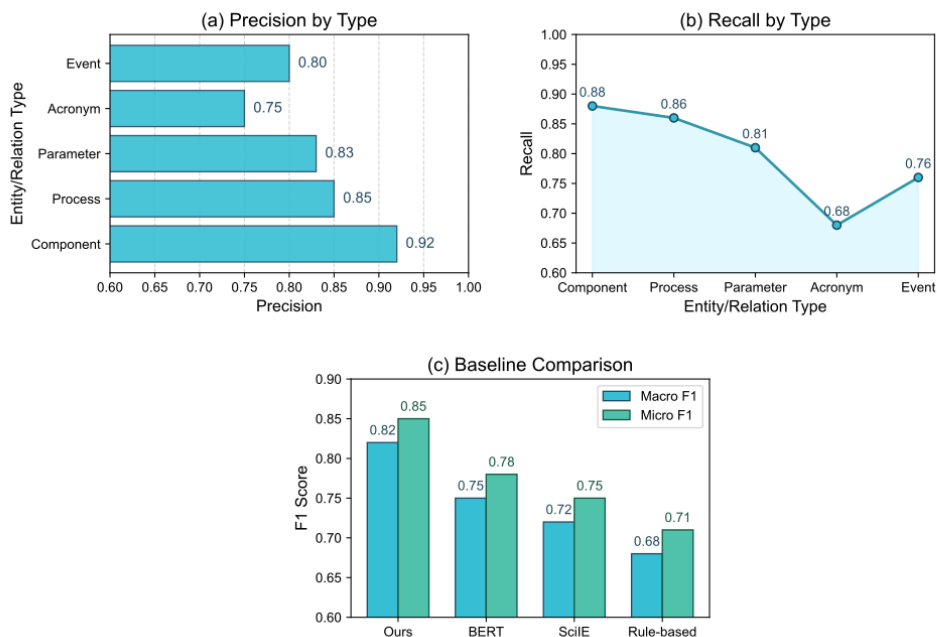 (a) Precision by Type
Entity/Relation Type
Event
Acronym
Parameter
Process
Component
0.80
0.75
0.83
0.85
0.92
0.60 0.65 0.70 0.75 0.80 0.85 0.90 0.95 1.00
Precision
(b) Recall by Type
Recall
1.00
0.95
0.90
0.85
0.80
0.75
0.70
0.65
0.60
0.88
0.86
0.81
0.68
0.76
Component Process Parameter Acronym Event
Entity/Relation Type
(c) Baseline Comparison
F1 Score
0.90
0.85
0.80
0.75
0.70
0.65
0.60
Macro F1
Micro F1
0.82 0.85
0.75 0.78
0.72 0.75
0.68 0.71
Ours BERT SciIE Rule-based